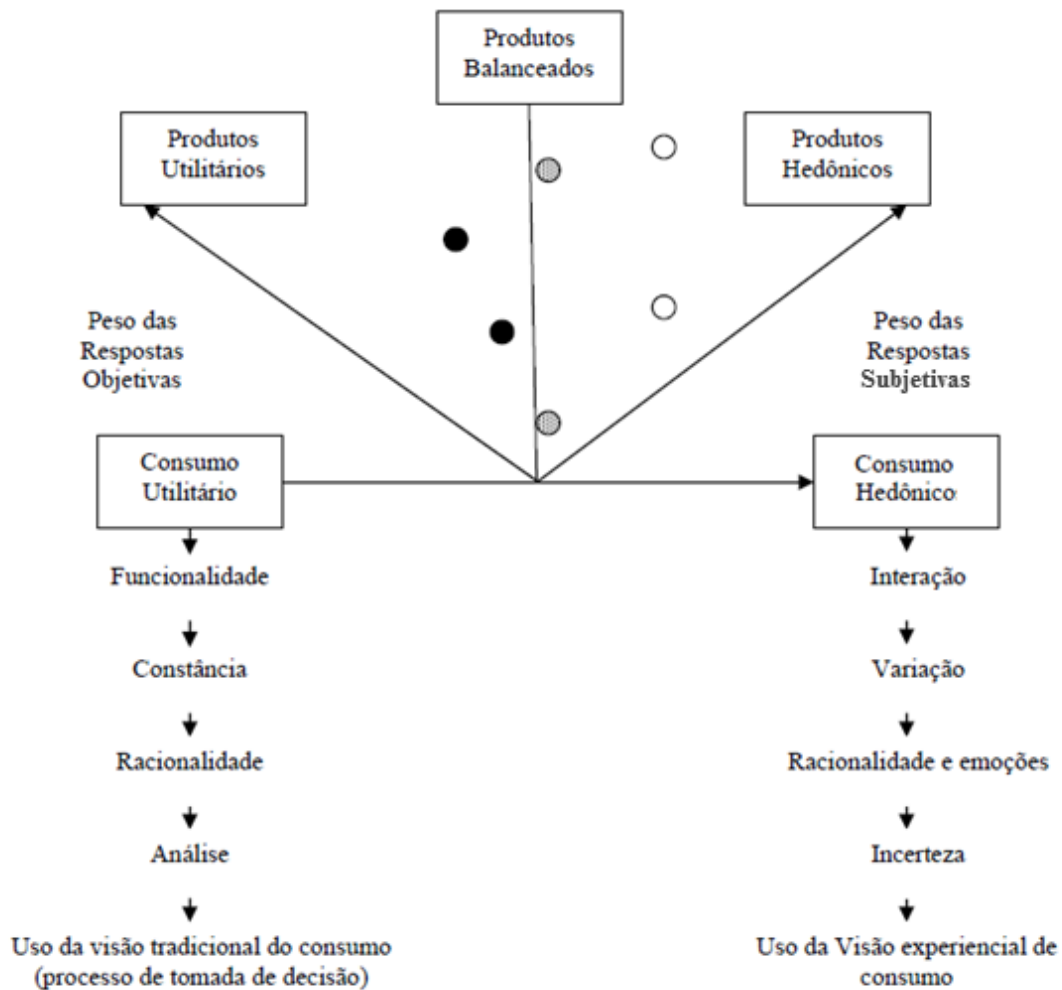 Produtos
Balanceados
Produtos
Utilitários
Produtos
Hedônicos
Peso das
Respostas
Objetivas
Peso das
Respostas
Subjetivas
Consumo
Utilitário
Consumo
Hedônico
Funcionalidade
Interação
Constância
Variação
Racionalidade
Racionalidade e emoções
Análise
Incerteza
Uso da visão tradicional do consumo
(processo de tomada de decisão)
Uso da Visão experiencial de
consumo